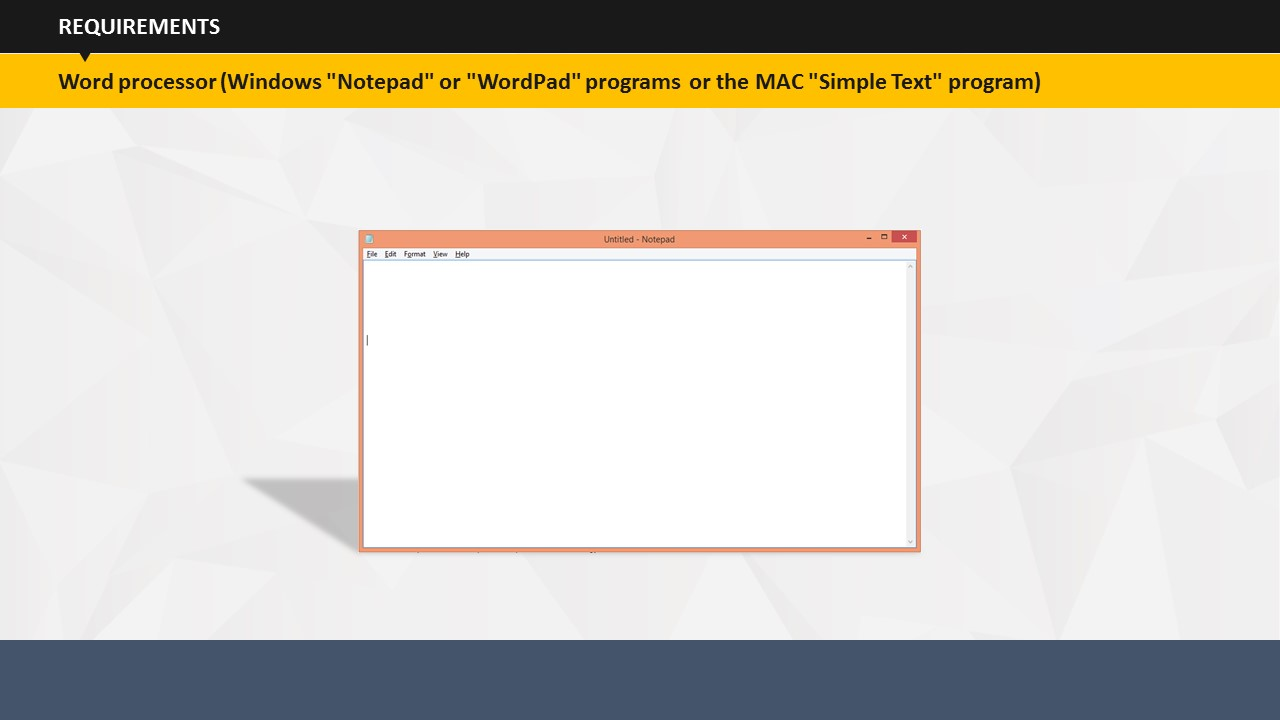 REQUIREMENTS
Word processor (Windows "Notepad" or "WordPad" programs or the MAC "Simple Text" program)
Untitled - Notepad
File Edit Format View Help